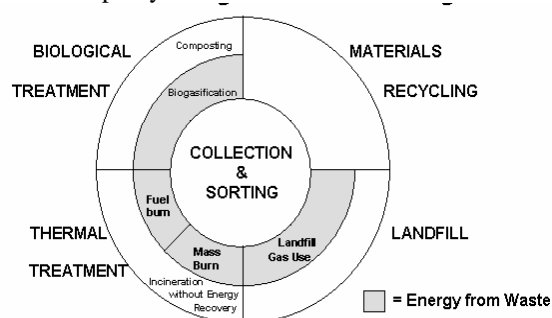 BIOLOGICAL
TREATMENT
Composting
Biogasification
MATERIALS
RECYCLING
COLLECTION
&
SORTING
Fuel
burn
Mass
Burn
Landfill
Gas Use
THERMAL
TREATMENT
LANDFILL
Incineration
without Energy
Recovery
= Energy from Waste